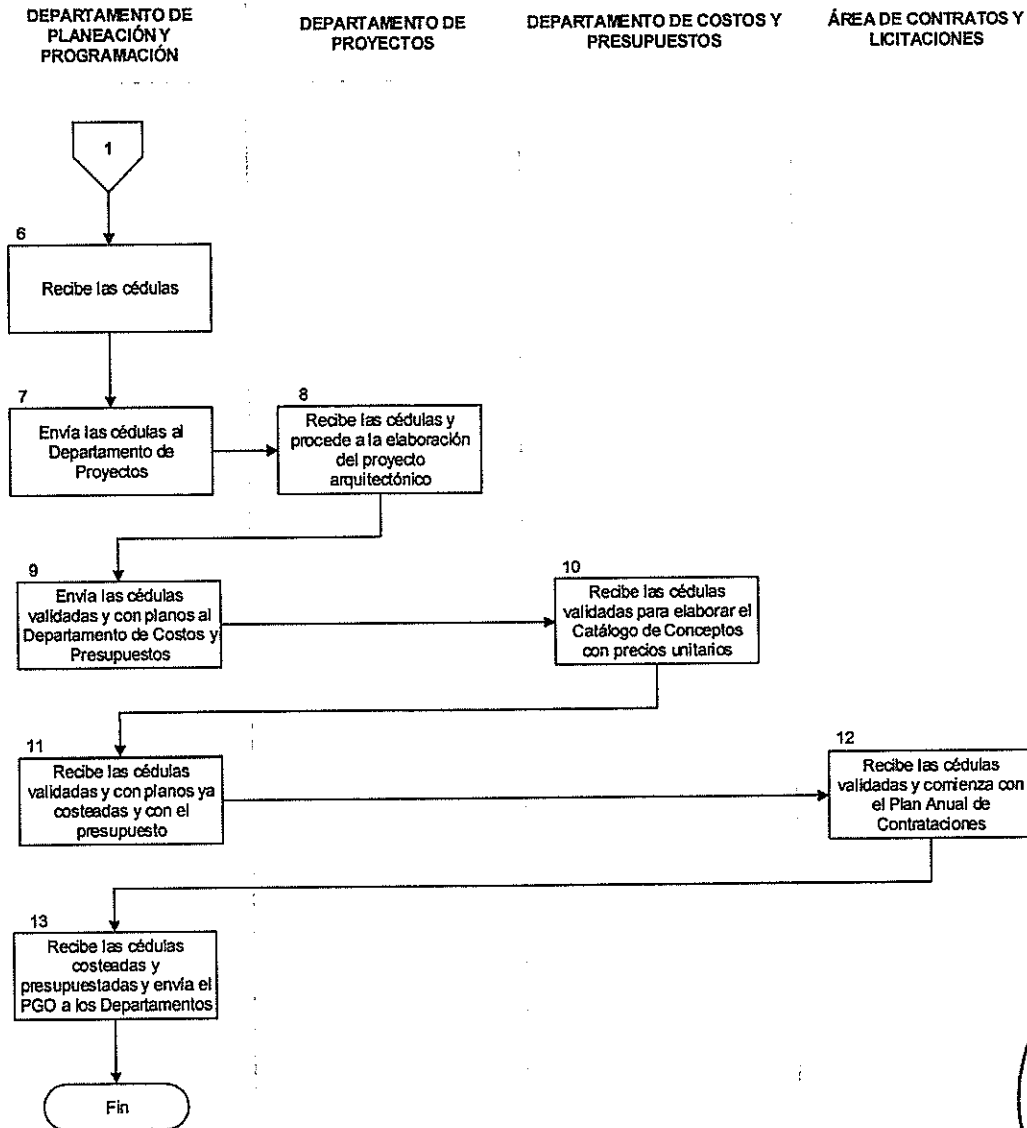 DEPARTAMENTO DE
PLANEACIÓN Y
PROGRAMACIÓN
DEPARTAMENTO DE
PROYECTOS
DEPARTAMENTO DE COSTOS Y
PRESUPUESTOS
ÁREA DE CONTRATOS Y
LICITACIONES
1
6
Recibe las cédulas
7
Envía las cédulas al
Departamento de
Proyectos
8
Recibe las cédulas y
procede a la elaboración
del proyecto
arquitectónico
9
Envía las cédulas
validadas y con planos al
Departamento de Costos y
Presupuestos
10
Recibe las cédulas
validadas para elaborar el
Catálogo de Conceptos
con precios unitarios
11
Recibe las cédulas
validadas y con planos ya
costeadas y con el
presupuesto
12
Recibe las cédulas
validadas y comienza con
el Plan Anual de
Contrataciones
13
Recibe las cédulas
costeadas y
presupuestadas y envía el
PGO a los Departamentos
Fin